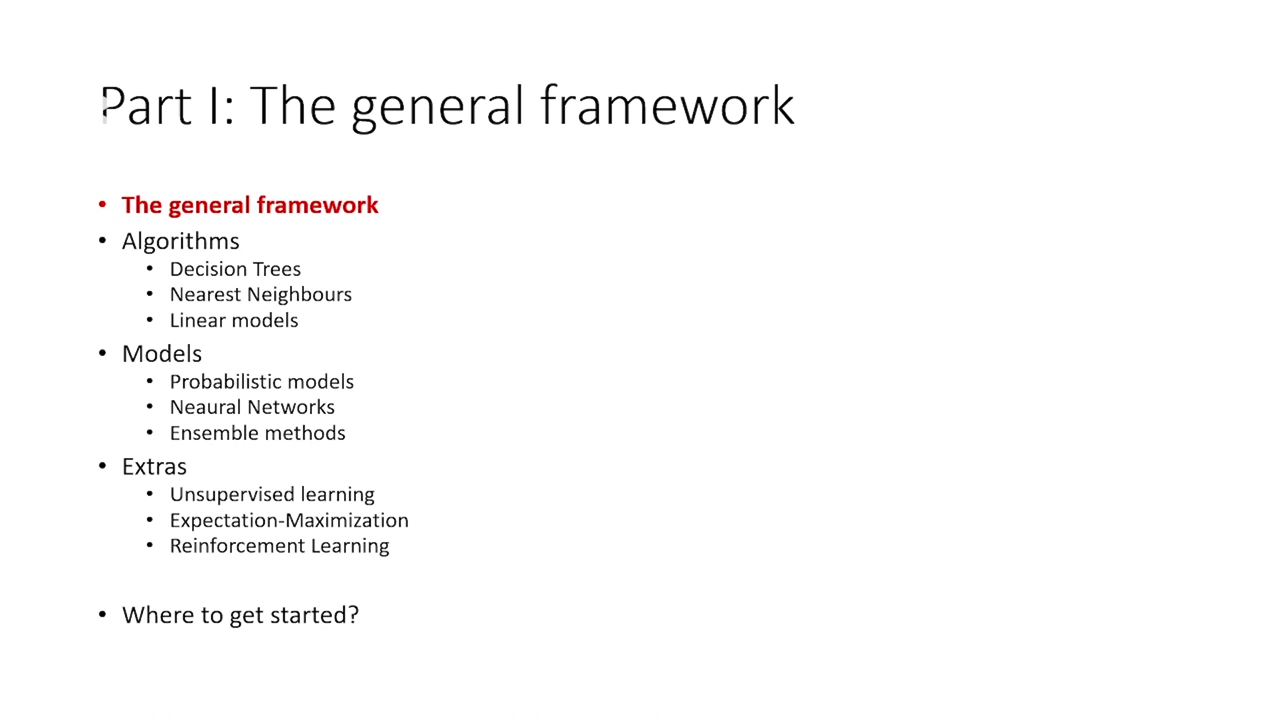 Part I: The general framework
• The general framework
• Algorithms
• Decision Trees
• Nearest Neighbours
• Linear models
• Models
• Probabilistic models
• Neaural Networks
• Ensemble methods
• Extras
• Unsupervised learning
• Expectation-Maximization
• Reinforcement Learning
• Where to get started?